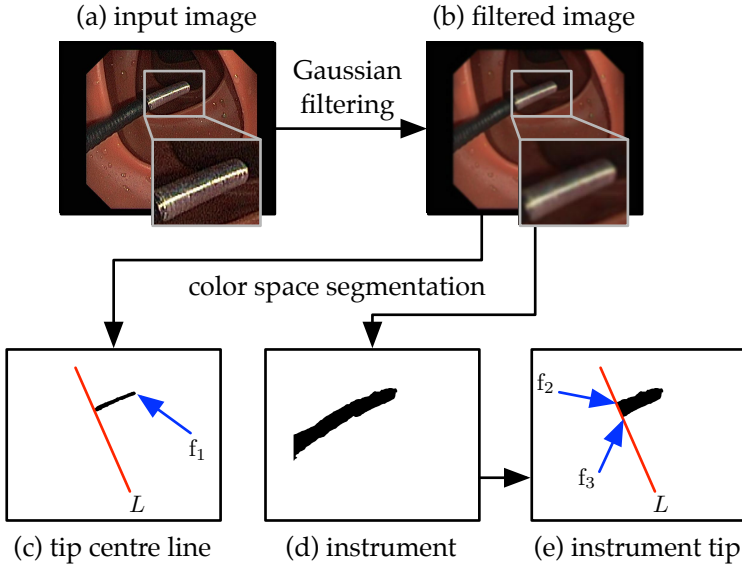 (a) input image
(b) filtered image
Gaussian
filtering
color space segmentation
f1
L
f2
f3
L
(c) tip centre line
(d) instrument
(e) instrument tip